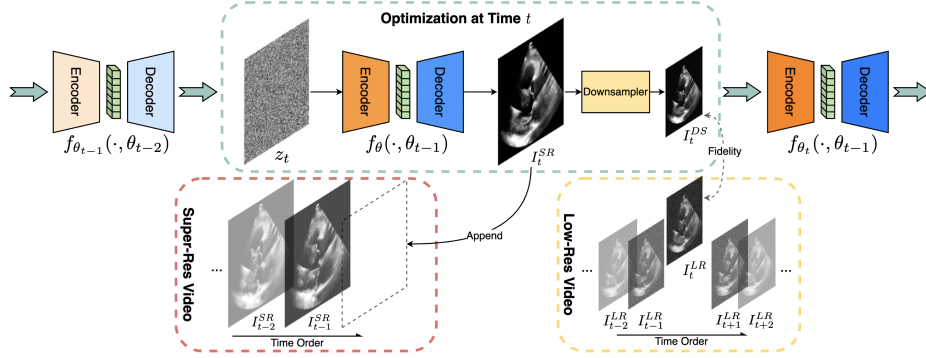 Optimization at Time t
Encoder
Decoder
f_{θ_{t-1}}(·, θ_{t-2})
z_t
Encoder
Decoder
f_θ(·, θ_{t-1})
I_t^{SR}
Downsampler
I_t^{DS}
Encoder
Decoder
f_{θ_t}(·, θ_{t-1})
Fidelity
Super-Res Video
...
I_{t-2}^{SR}
I_{t-1}^{SR}
Time Order
Append
Low-Res Video
...
I_{t-2}^{LR}
I_{t-1}^{LR}
I_t^{LR}
I_{t+1}^{LR}
I_{t+2}^{LR}
...
Time Order